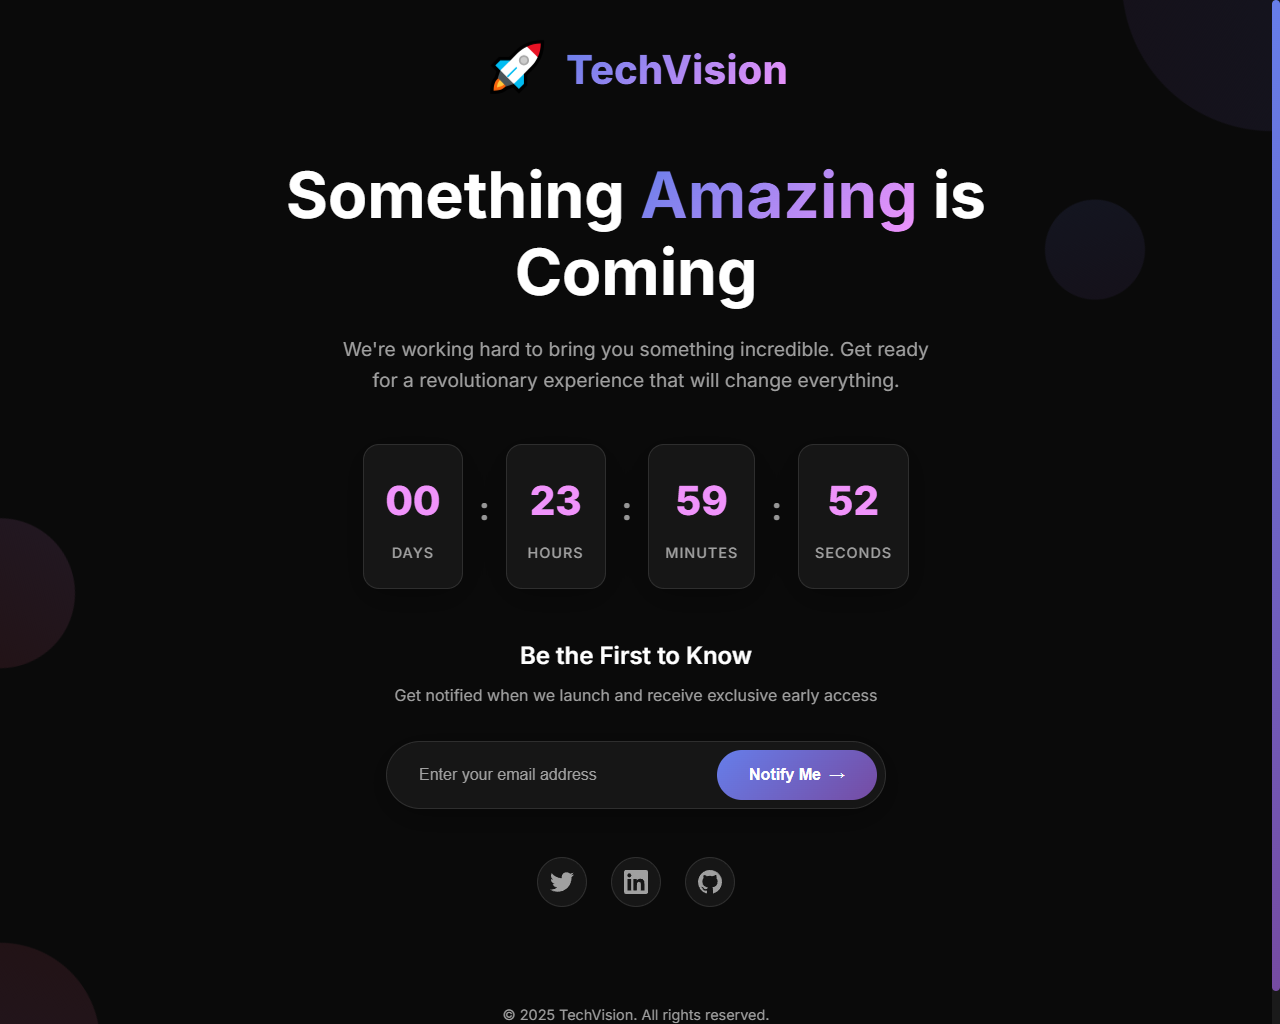 TechVision
Something Amazing is
Coming
We're working hard to bring you something incredible. Get ready
for a revolutionary experience that will change everything.
00 : 23 : 59 : 52
DAYS HOURS MINUTES SECONDS
Be the First to Know
Get notified when we launch and receive exclusive early access
Enter your email address Notify Me →
© 2025 TechVision. All rights reserved.